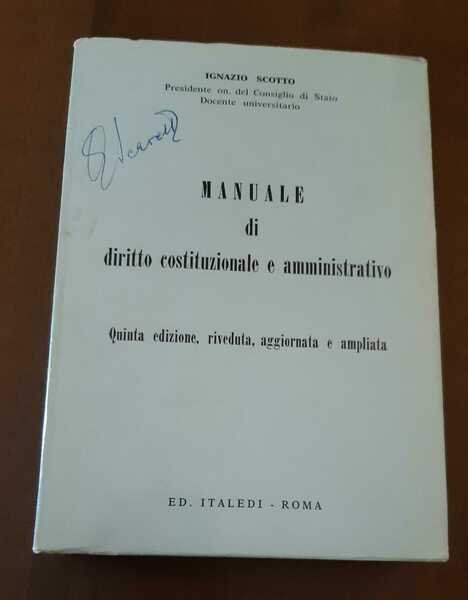 IGNAZIO SCOTTO
Presidente on. del Consiglio di Stato
Docente universitario
MANUALE
di
diritto costituzionale e amministrativo
Quinta edizione, riveduta, aggiornata e ampliata
ED. ITALEDI - ROMA